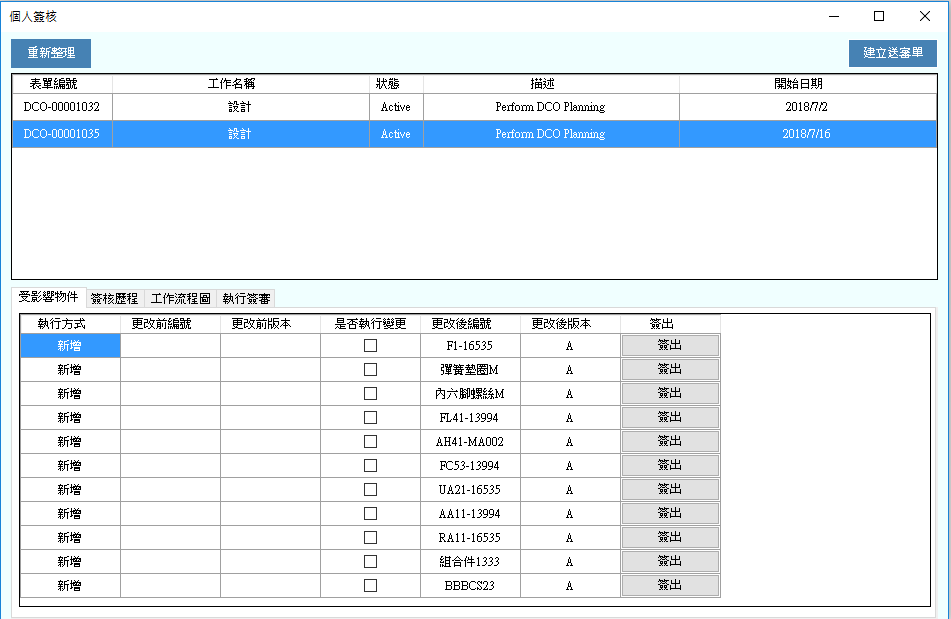 個人簽核
重新整理 建立送審單
表單編號 工作名稱 狀態 描述 開始日期
DCO-00001032 設計 Active Perform DCO Planning 2018/7/2
DCO-00001035 設計 Active Perform DCO Planning 2018/7/16
受影響物件 簽核歷程 工作流程圖 執行簽審
執行方式 更改前編號 更改前版本 是否執行變更 更改後編號 更改後版本 簽出
新增 F1-16535 A 簽出
新增 彈簧墊圈M A 簽出
新增 內六腳螺絲M A 簽出
新增 FL41-13994 A 簽出
新增 AH41-MA002 A 簽出
新增 FC53-13994 A 簽出
新增 UA21-16535 A 簽出
新增 AA11-13994 A 簽出
新增 RA11-16535 A 簽出
新增 組合件1333 A 簽出
新增 BBBCS23 A 簽出